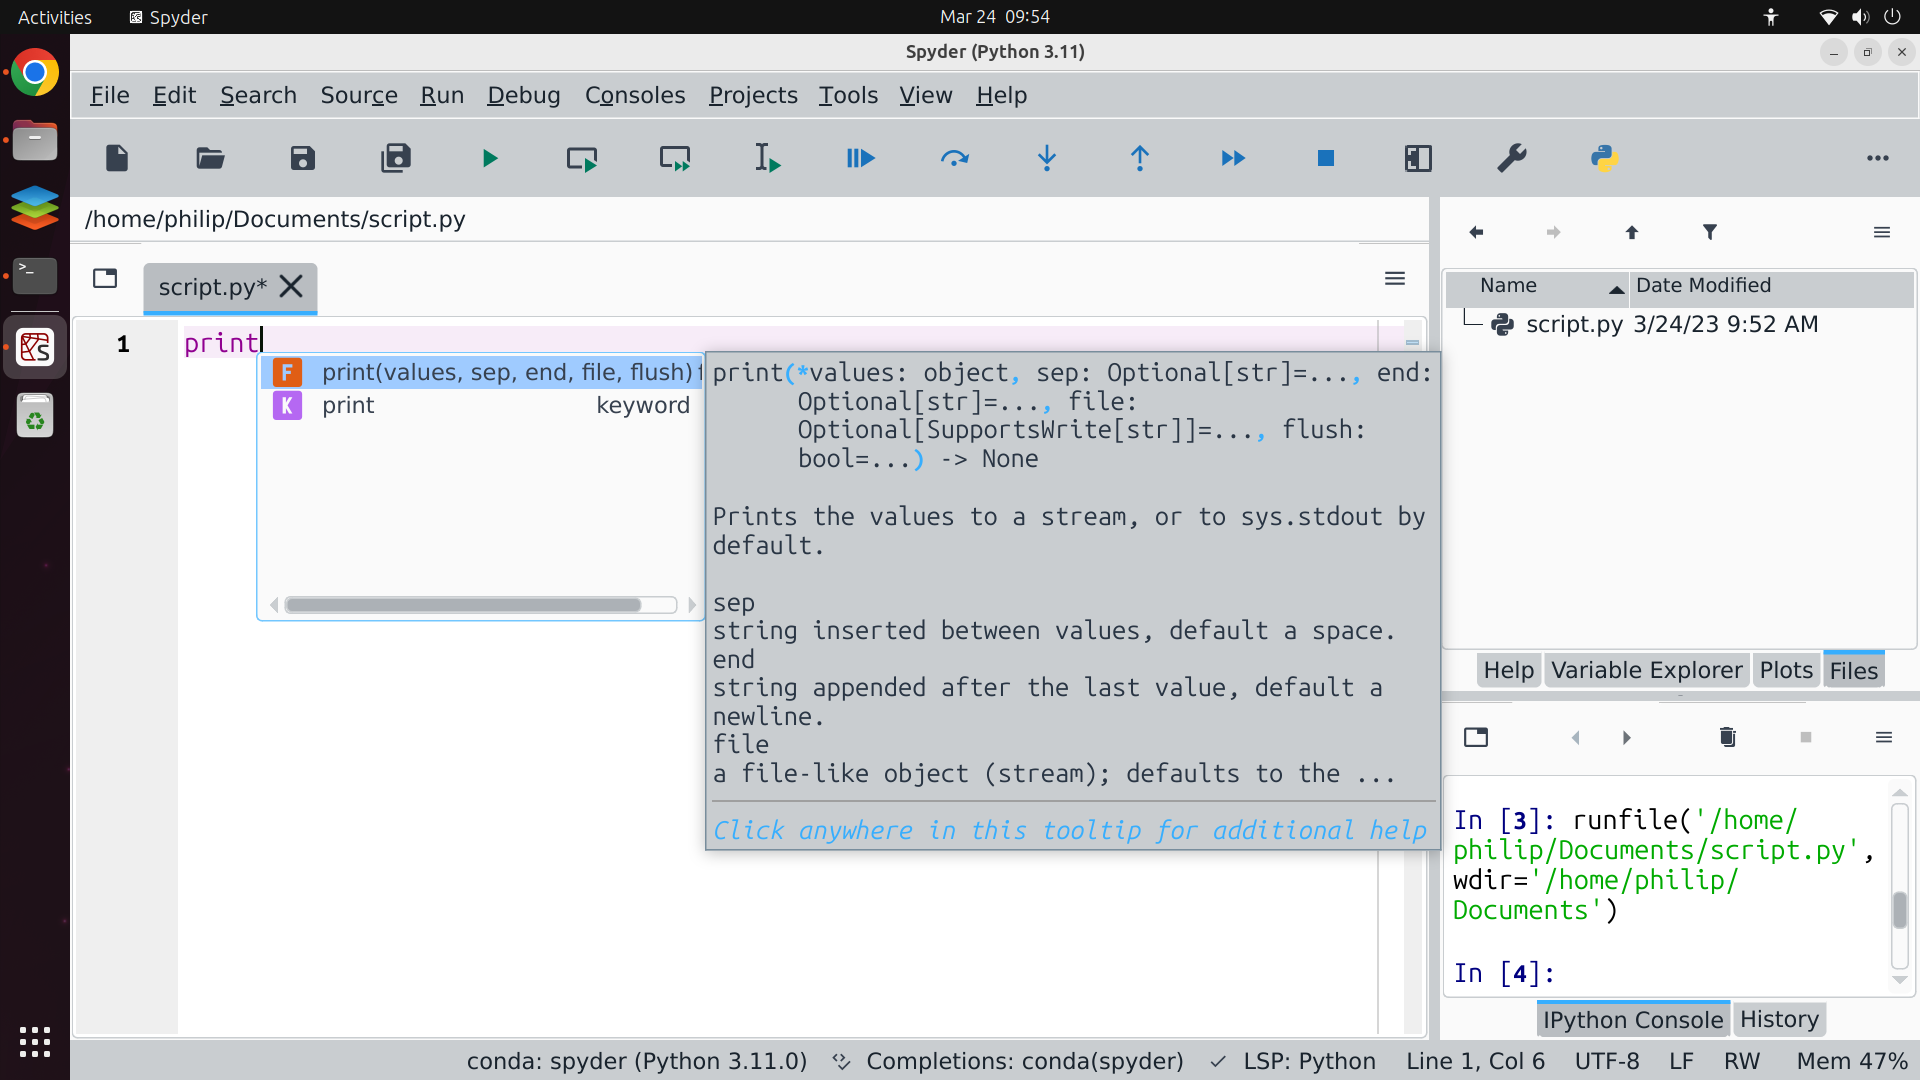 Activities
Spyder
Mar 24 09:54
Spyder (Python 3.11)
File Edit Search Source Run Debug Consoles Projects Tools View Help
/home/philip/Documents/script.py
script.py*
1
print
F print(values, sep, end, file, flush)
K print keyword
print(*values: object, sep: Optional[str]=..., end:
Optional[str]=..., file:
Optional[SupportsWrite[str]]=..., flush:
bool=...) -> None
Prints the values to a stream, or to sys.stdout by
default.
sep
string inserted between values, default a space.
end
string appended after the last value, default a
newline.
file
a file-like object (stream); defaults to the ...
Click anywhere in this tooltip for additional help
Name Date Modified
script.py 3/24/23 9:52 AM
Help Variable Explorer Plots Files
In [3]: runfile('/home/
philip/Documents/script.py',
wdir='/home/philip/
Documents')
In [4]:
IPython Console History
conda: spyder (Python 3.11.0) Completions: conda(spyder) LSP: Python Line 1, Col 6 UTF-8 LF RW Mem 47%